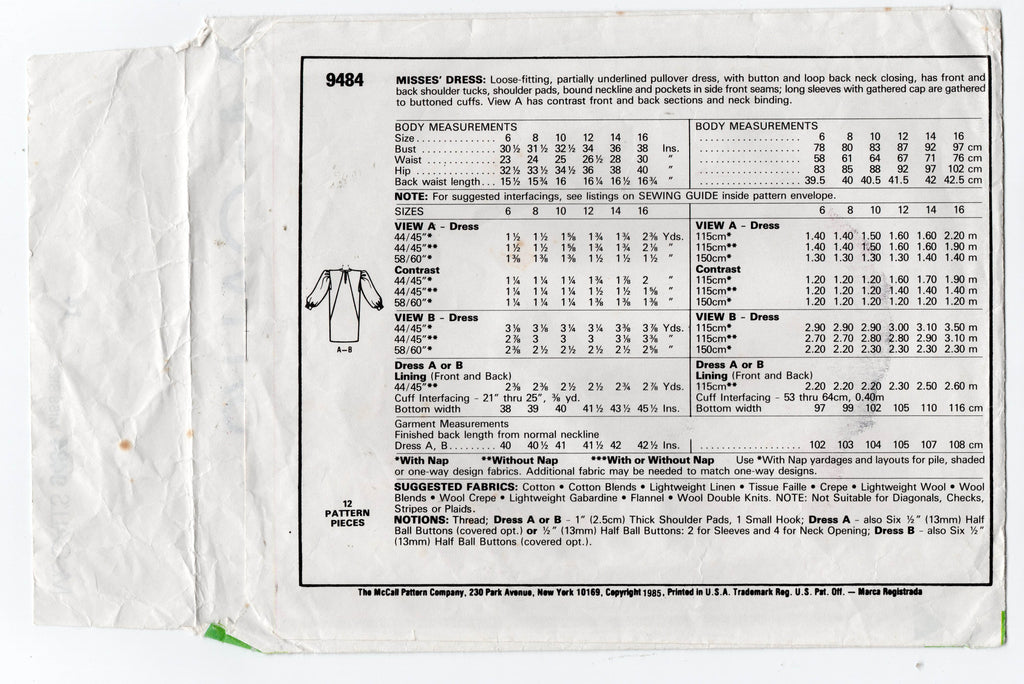 9484
MISSES' DRESS: Loose-fitting, partially underlined pullover dress, with button and loop back neck closing, has front and
back shoulder tucks, shoulder pads, bound neckline and pockets in side front seams; long sleeves with gathered cap are gathered
to buttoned cuffs. View A has contrast front and back sections and neck binding.
BODY MEASUREMENTS
Size .............. 6 8 10 12 14 16
Bust .............. 30½ 31½ 32½ 34 36 38 Ins.
Waist ............. 23 24 25 26½ 28 30 "
Hip ............... 32½ 33½ 34½ 36 38 40 "
Back waist length... 15½ 15¾ 16 16¼ 16½ 16¾ "
BODY MEASUREMENTS
.................. 6 8 10 12 14 16
.................. 78 80 83 87 92 97 cm
.................. 58 61 64 67 71 76 cm
.................. 83 85 88 92 97 102 cm
.................. 39.5 40 40.5 41.5 42 42.5 cm
NOTE: For suggested interfacings, see listings on SEWING GUIDE inside pattern envelope.
SIZES 6 8 10 12 14 16
VIEW A - Dress
44/45"* 1½ 1½ 1⅝ 1¾ 1¾ 2⅜ Yds.
44/45"** 1½ 1½ 1⅝ 1¾ 1¾ 2⅛ "
58/60"* 1⅜ 1⅜ 1⅜ 1½ 1½ 1½ "
Contrast
44/45"* 1¼ 1¼ 1¼ 1¾ 1⅞ 2 "
44/45"** 1¼ 1¼ 1¼ 1½ 1½ 1⅝ "
58/60"* 1¼ 1¼ 1¼ 1⅜ 1⅜ 1⅜ "
VIEW B - Dress
44/45"* 3⅛ 3⅛ 3¼ 3¼ 3⅜ 3⅞ Yds.
44/45"** 2⅞ 3 3 3⅛ 3⅛ 3⅜ "
58/60"* 2⅜ 2½ 2½ 2½ 2½ 2⅝ "
Dress A or B
Lining (Front and Back)
44/45"** 2⅜ 2⅜ 2½ 2½ 2¾ 2⅞ Yds.
Cuff Interfacing - 21" thru 25", ⅜ yd.
Bottom width 38 39 40 41½ 43½ 45½ Ins.
6 8 10 12 14 16
VIEW A - Dress
115cm* 1.40 1.40 1.50 1.60 1.60 2.20 m
115cm** 1.40 1.40 1.50 1.60 1.60 1.90 m
150cm* 1.30 1.30 1.30 1.30 1.40 1.40 m
Contrast
115cm* 1.20 1.20 1.20 1.60 1.70 1.90 m
115cm** 1.20 1.20 1.20 1.40 1.40 1.40 m
150cm* 1.20 1.20 1.20 1.20 1.20 1.20 m
VIEW B - Dress
115cm* 2.90 2.90 2.90 3.00 3.10 3.50 m
115cm** 2.70 2.70 2.80 2.80 2.90 3.10 m
150cm* 2.20 2.20 2.30 2.30 2.30 2.30 m
Dress A or B
Lining (Front and Back)
115cm** 2.20 2.20 2.20 2.30 2.50 2.60 m
Cuff Interfacing - 53 thru 64cm, 0.40m
Bottom width 97 99 102 105 110 116 cm
Garment Measurements
Finished back length from normal neckline
Dress A, B........ 40 40½ 41 41½ 42 42½ Ins. .................. 102 103 104 105 107 108 cm
*With Nap **Without Nap ***With or Without Nap Use *With Nap yardages and layouts for pile, shaded
or one-way design fabrics. Additional fabric may be needed to match one-way designs.
SUGGESTED FABRICS: Cotton • Cotton Blends • Lightweight Linen • Tissue Faille • Crepe • Lightweight Wool • Wool
Blends • Wool Crepe • Lightweight Gabardine • Flannel • Wool Double Knits. NOTE: Not Suitable for Diagonals, Checks,
Stripes or Plaids.
NOTIONS: Thread; Dress A or B - 1" (2.5cm) Thick Shoulder Pads, 1 Small Hook; Dress A - also Six ½" (13mm) Half
Ball Buttons (covered opt.) or ½" (13mm) Half Ball Buttons: 2 for Sleeves and 4 for Neck Opening; Dress B - also Six ½"
(13mm) Half Ball Buttons (covered opt.).
A-B
12
PATTERN
PIECES
The McCall Pattern Company, 230 Park Avenue, New York 10169, Copyright 1985, Printed in U.S.A. Trademark Reg. U.S. Pat. Off. — Marca Registrada